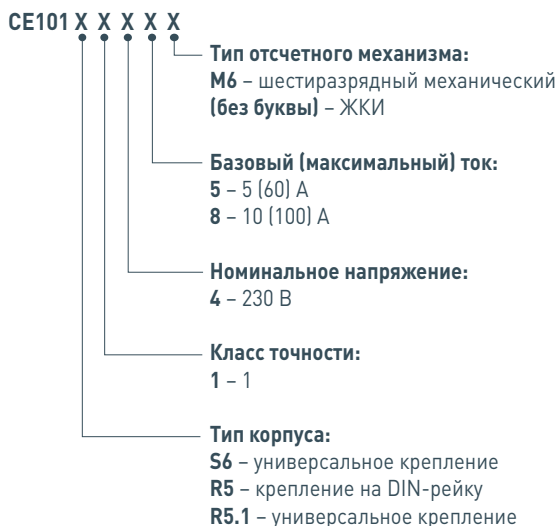 CE101 X X X X X
Тип отсчетного механизма:
M6 – шестиразрядный механический
(без буквы) – ЖКИ
Базовый (максимальный) ток:
5 – 5 (60) А
8 – 10 (100) А
Номинальное напряжение:
4 – 230 В
Класс точности:
1 – 1
Тип корпуса:
S6 – универсальное крепление
R5 – крепление на DIN-рейку
R5.1 – универсальное крепление